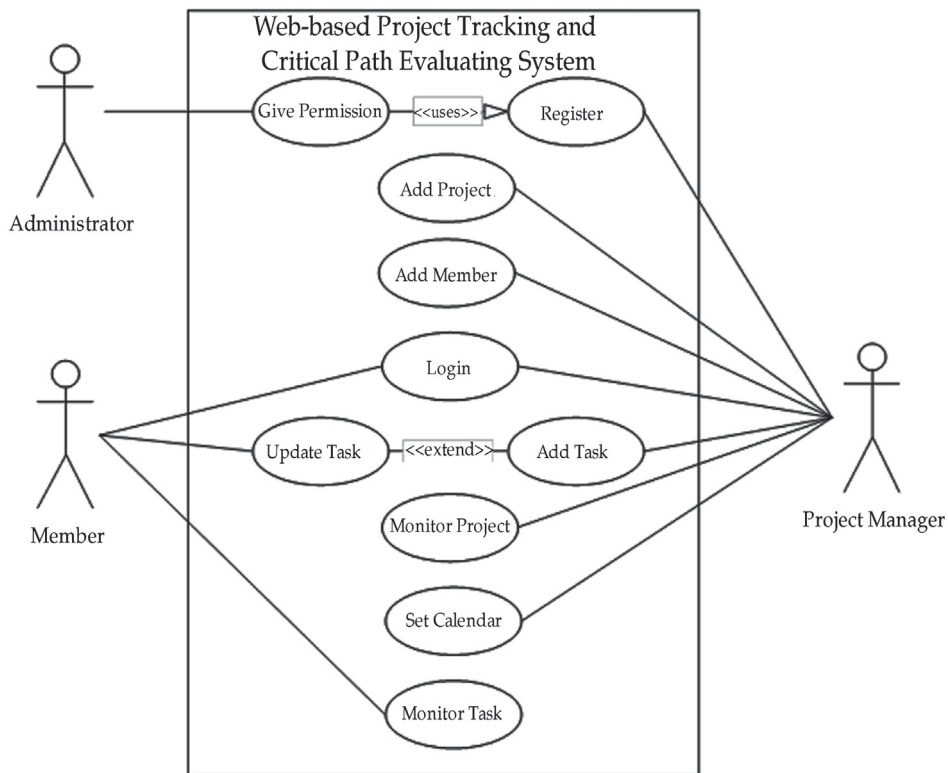 Web-based Project Tracking and
Critical Path Evaluating System
Give Permission
<<uses>>
Register
Add Project
Administrator
Add Member
Login
Update Task
<<extend>>
Add Task
Member
Monitor Project
Project Manager
Set Calendar
Monitor Task